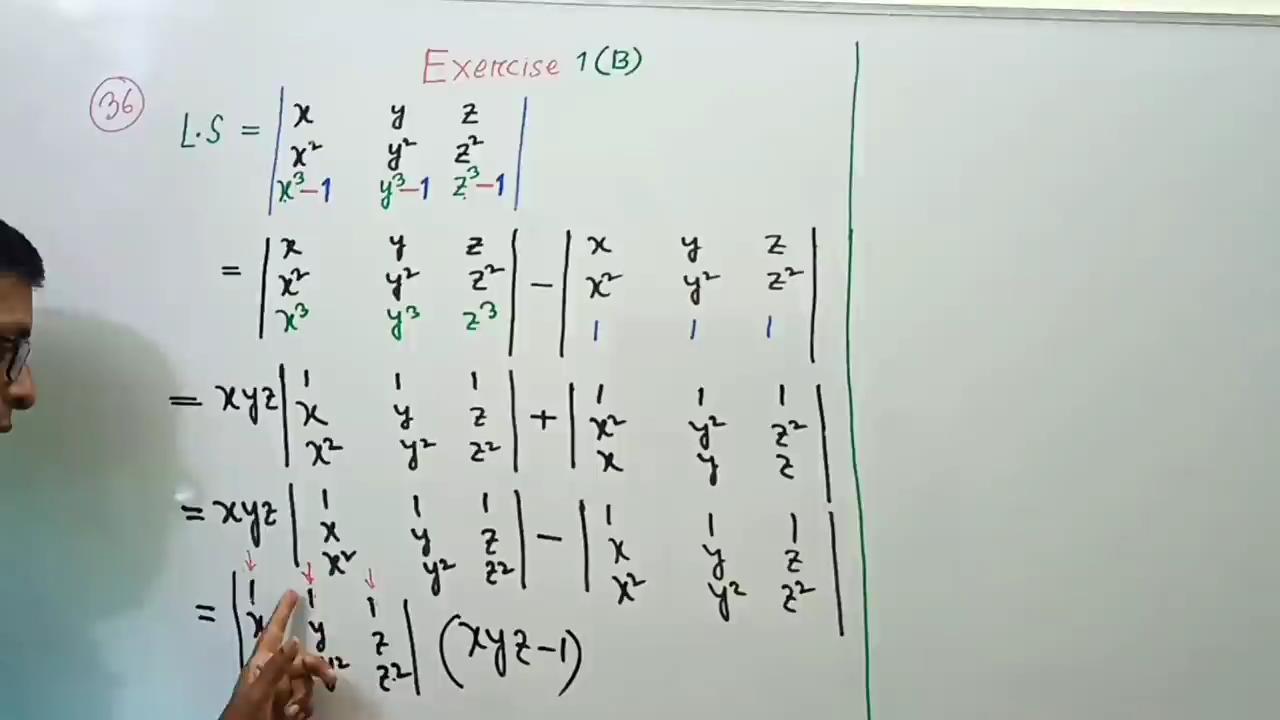 Exercise 1(B)
36
L.S = | x y z |
| x² y² z² |
| x³-1 y³-1 z³-1 |
= | x y z | - | x y z |
| x² y² z² | | x² y² z² |
| x³ y³ z³ | | 1 1 1 |
= xyz | 1 1 1 | + | 1 1 1 |
| x y z | | x² y² z² |
| x² y² z² | | x y z |
= xyz | 1 1 1 | - | 1 1 1 |
| x y z | | x y z |
| x² y² z² | | x² y² z² |
↓ ↓ ↓
= | 1 1 1 | (xyz-1)
| x y z |
| z² |